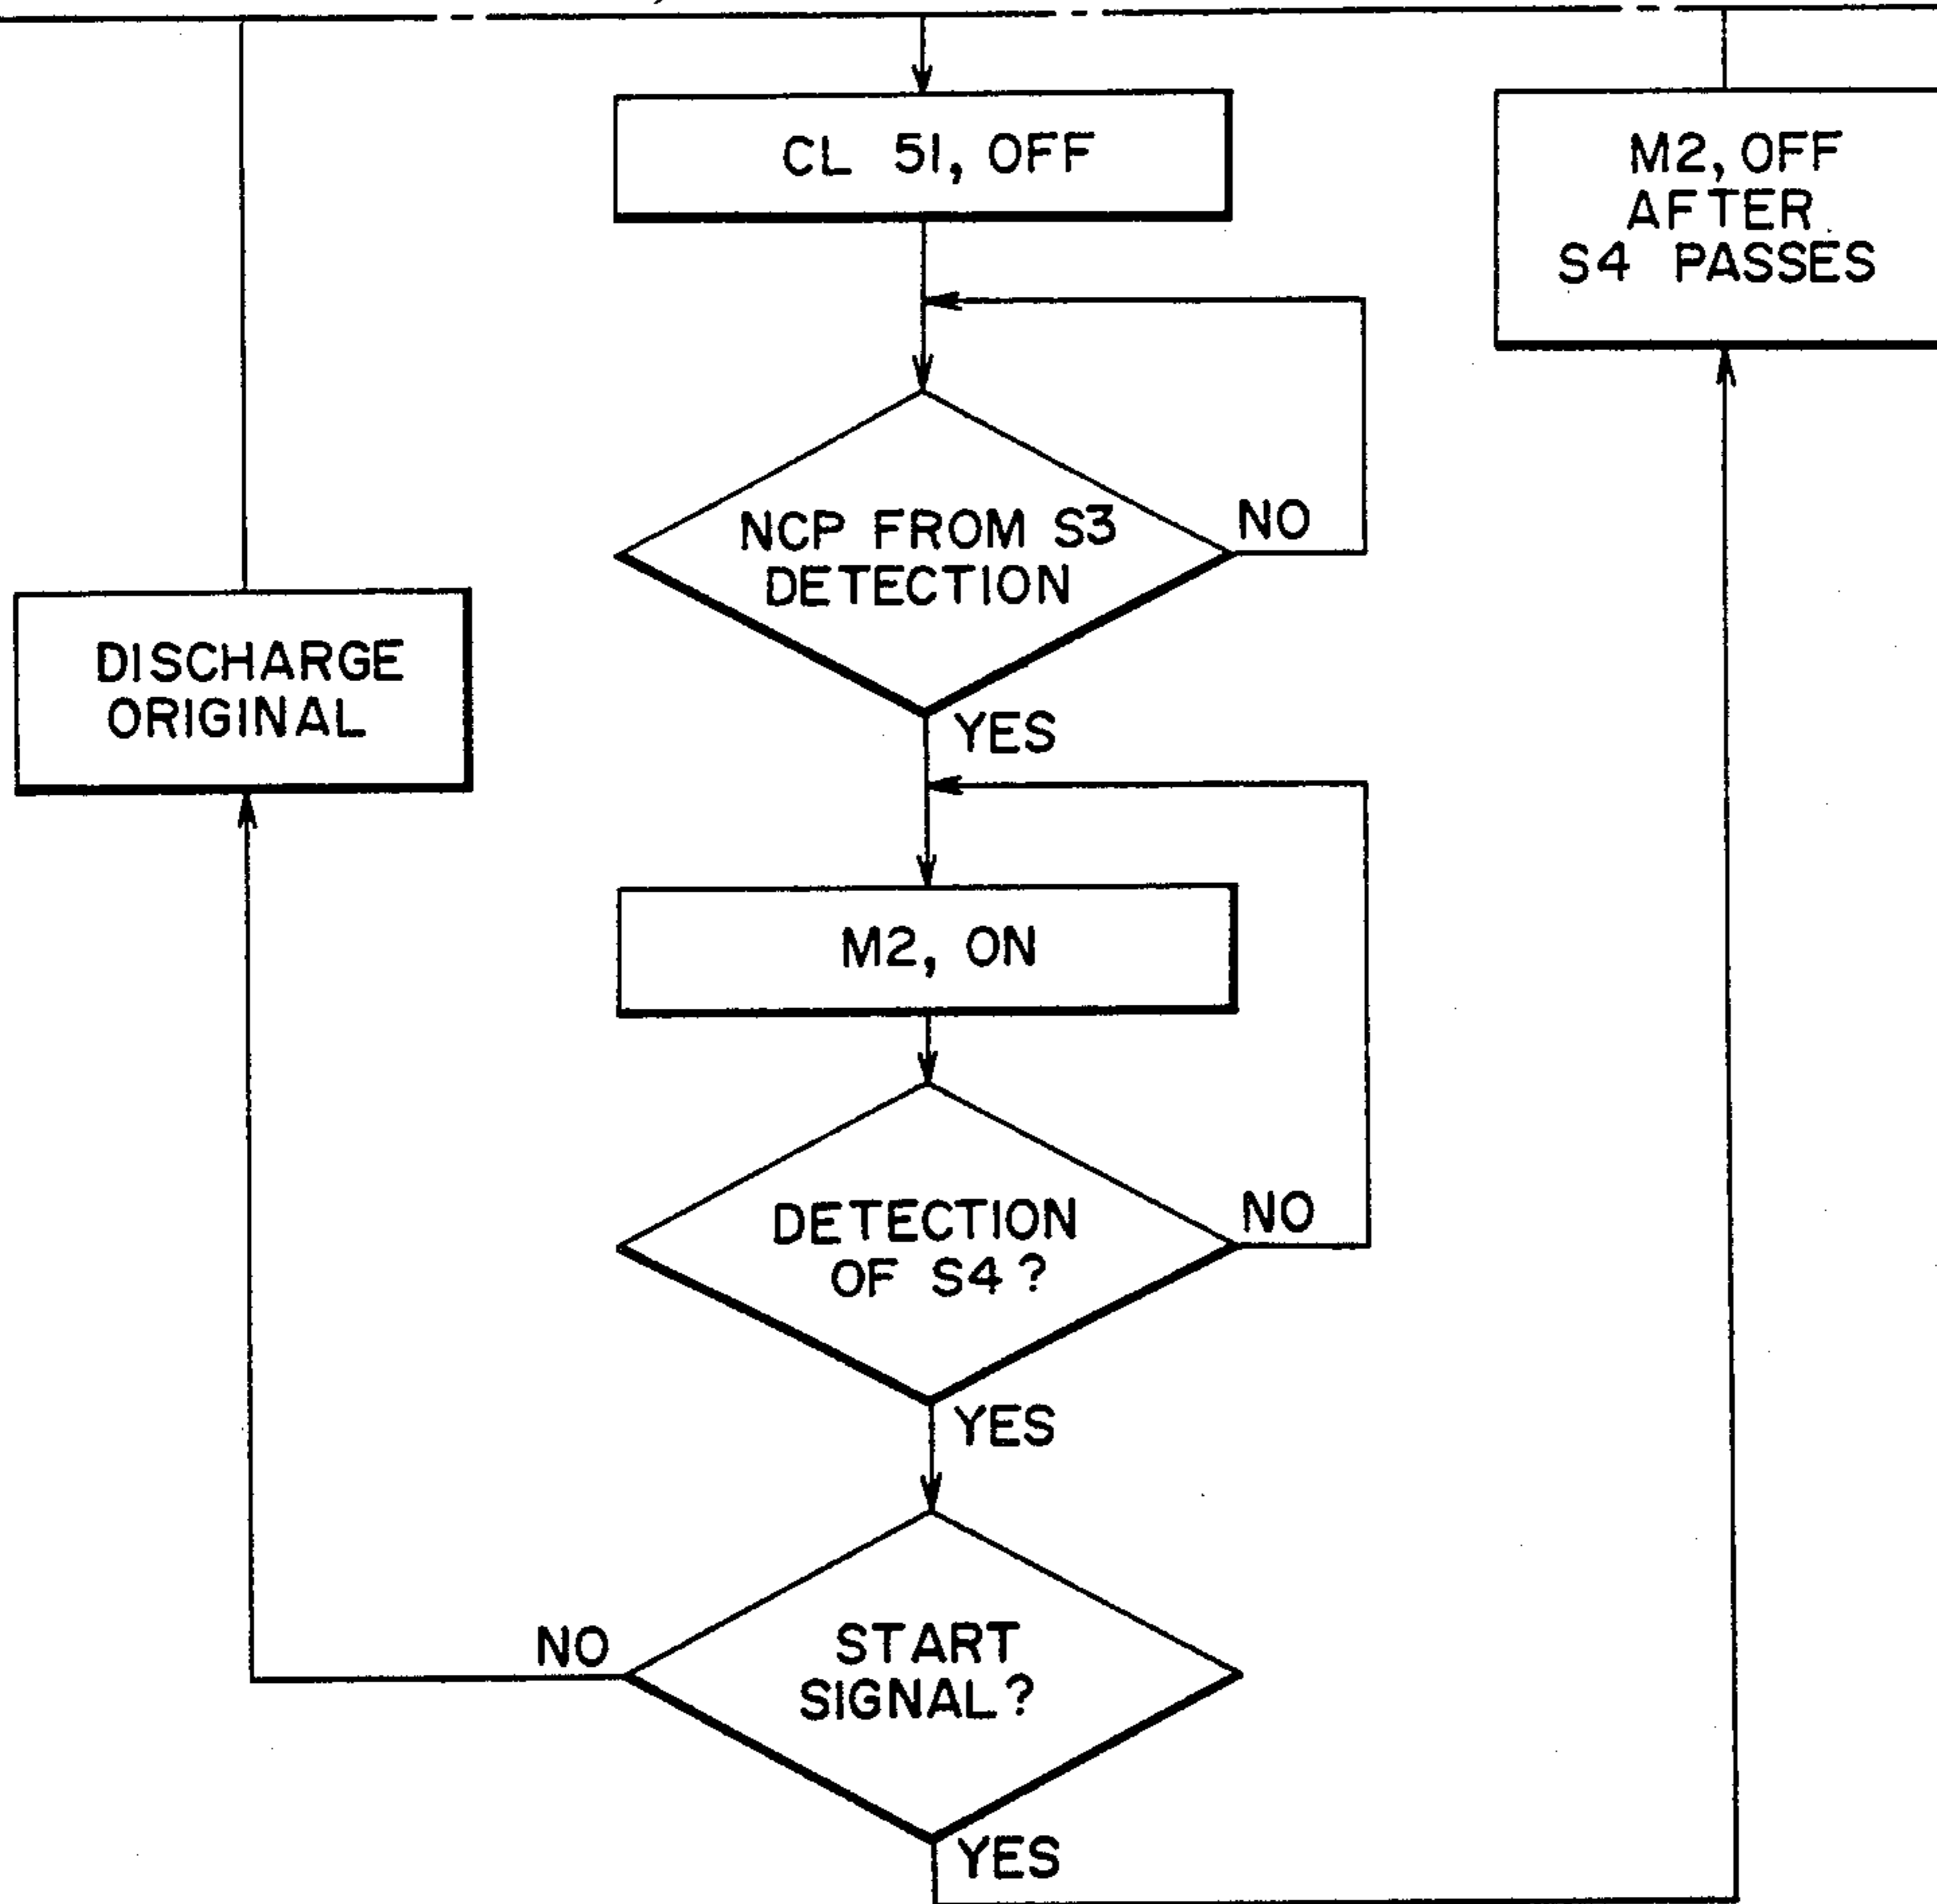 CL 51, OFF
M2, OFF
AFTER
S4 PASSES
NCP FROM S3
DETECTION
NO
DISCHARGE
ORIGINAL
YES
M2, ON
DETECTION
OF S4?
NO
YES
START
SIGNAL?
NO
YES